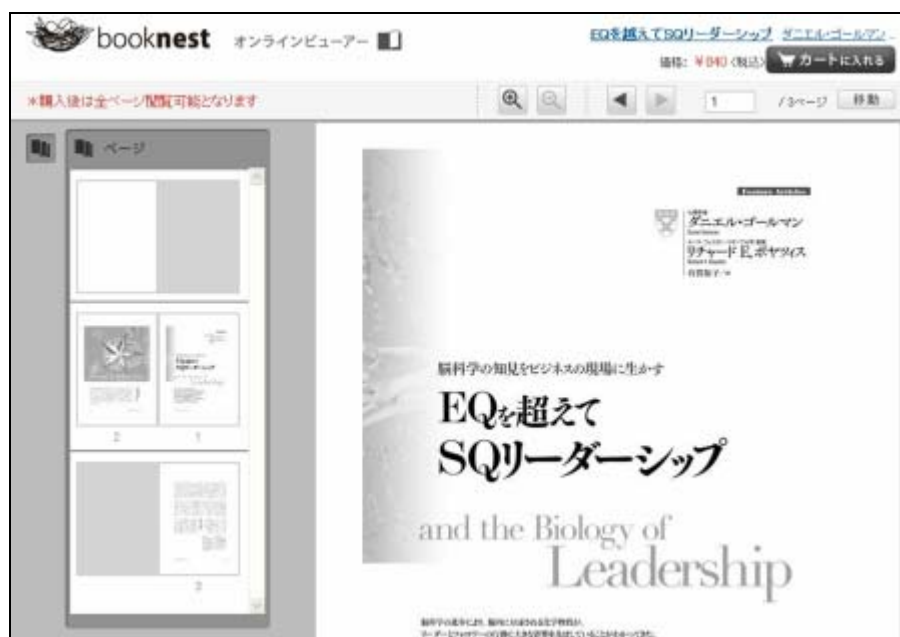 booknest オンラインビューアー
EQを越えてSQリーダーシップ ダニエル・ゴールマン...
価格: ￥840 (税込) カートに入れる
*購入後は全ページ閲覧可能となります
1 / 3ページ 移動
ページ
Feature Articles
ダニエル・ゴールマン
リチャード E. ボヤツィス
脳科学の知見をビジネスの現場に生かす
EQを超えて
SQリーダーシップ
and the Biology of
Leadership
2 1
3